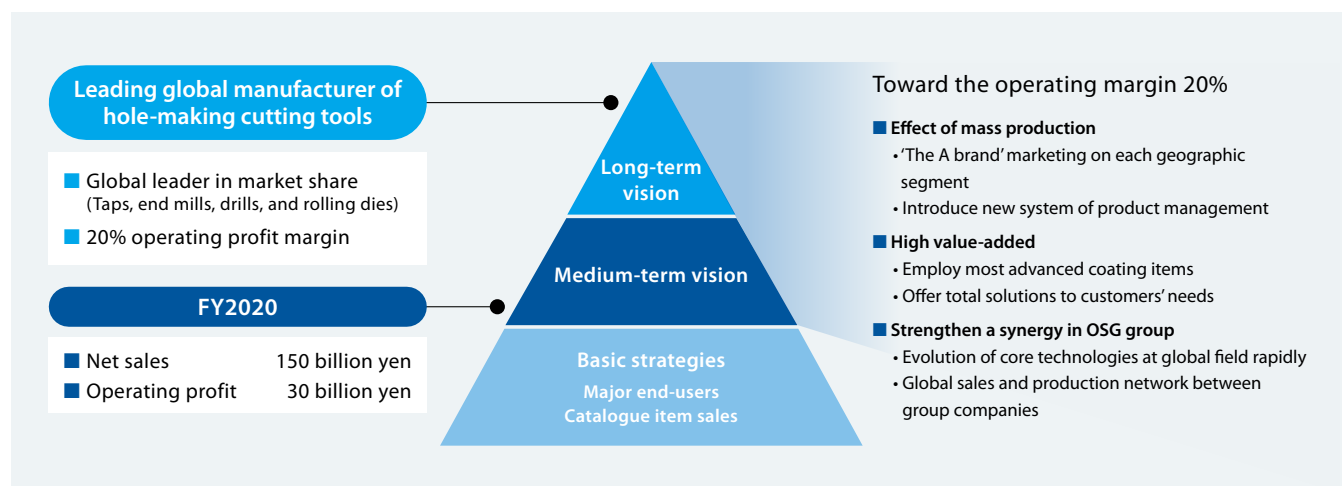 Leading global manufacturer of
hole-making cutting tools
■ Global leader in market share
(Taps, end mills, drills, and rolling dies)
■ 20% operating profit margin
FY2020
■ Net sales 150 billion yen
■ Operating profit 30 billion yen
Long-term
vision
Medium-term vision
Basic strategies
Major end-users
Catalogue item sales
Toward the operating margin 20%
■ Effect of mass production
• ‘The A brand’ marketing on each geographic
segment
• Introduce new system of product management
■ High value-added
• Employ most advanced coating items
• Offer total solutions to customers’ needs
■ Strengthen a synergy in OSG group
• Evolution of core technologies at global field rapidly
• Global sales and production network between
group companies